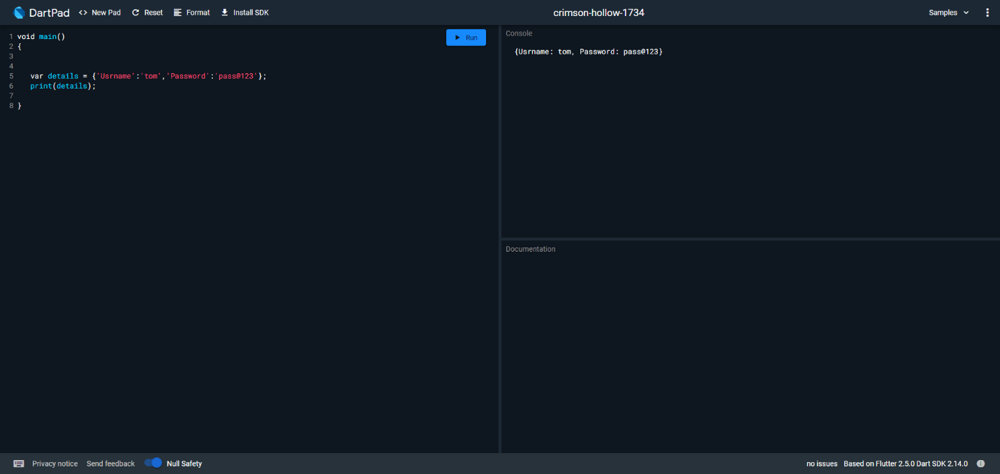 DartPad <> New Pad Reset Format Install SDK crimson-hollow-1734 Samples
1 void main()
2 {
3
4
5 var details = {'Usrname':'tom','Password':'pass@123'};
6 print(details);
7
8 }
Run
Console
{Usrname: tom, Password: pass@123}
Documentation
Privacy notice Send feedback Null Safety no issues Based on Flutter 2.5.0 Dart SDK 2.14.0